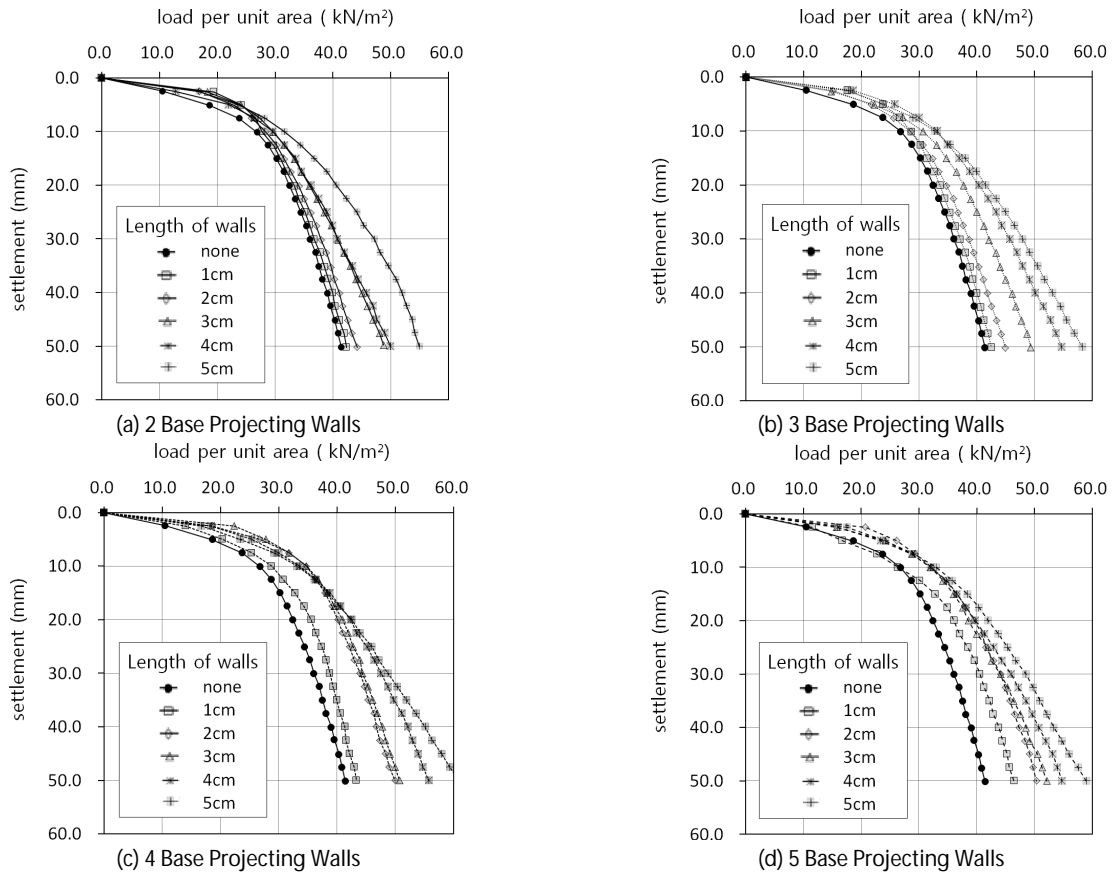 load per unit area ( kN/m²)
0.0 10.0 20.0 30.0 40.0 50.0 60.0
0.0
10.0
20.0
30.0
40.0
50.0
60.0
settlement (mm)
Length of walls
none
1cm
2cm
3cm
4cm
5cm
(a) 2 Base Projecting Walls
load per unit area ( kN/m²)
0.0 10.0 20.0 30.0 40.0 50.0 60.0
0.0
10.0
20.0
30.0
40.0
50.0
60.0
settlement (mm)
Length of walls
none
1cm
2cm
3cm
4cm
5cm
(b) 3 Base Projecting Walls
load per unit area ( kN/m²)
0.0 10.0 20.0 30.0 40.0 50.0 60.0
0.0
10.0
20.0
30.0
40.0
50.0
60.0
settlement (mm)
Length of walls
none
1cm
2cm
3cm
4cm
5cm
(c) 4 Base Projecting Walls
load per unit area ( kN/m²)
0.0 10.0 20.0 30.0 40.0 50.0 60.0
0.0
10.0
20.0
30.0
40.0
50.0
60.0
settlement (mm)
Length of walls
none
1cm
2cm
3cm
4cm
5cm
(d) 5 Base Projecting Walls